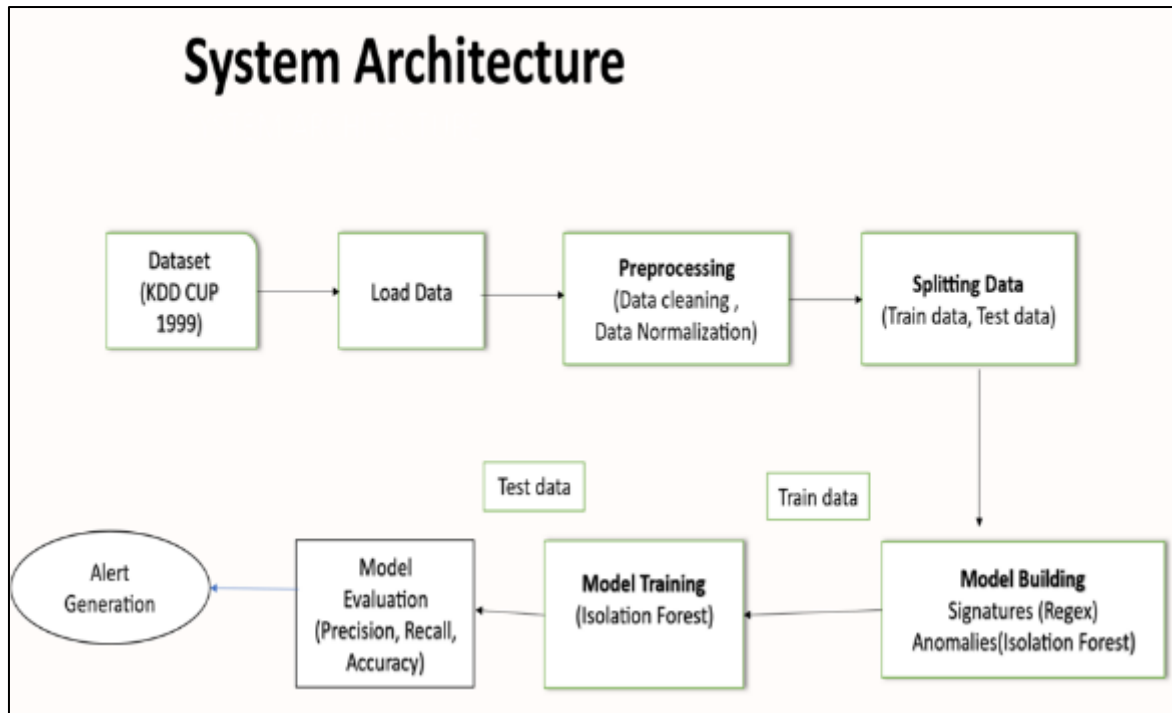 System Architecture
Dataset
(KDD CUP
1999)
Load Data
Preprocessing
(Data cleaning ,
Data Normalization)
Splitting Data
(Train data, Test data)
Test data
Train data
Alert
Generation
Model
Evaluation
(Precision, Recall,
Accuracy)
Model Training
(Isolation Forest)
Model Building
Signatures (Regex)
Anomalies(Isolation Forest)